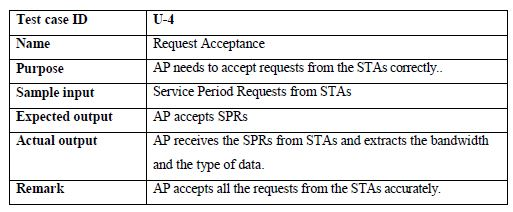 Test case ID U-4
Name Request Acceptance
Purpose AP needs to accept requests from the STAs correctly..
Sample input Service Period Requests from STAs
Expected output AP accepts SPRs
Actual output AP receives the SPRs from STAs and extracts the bandwidth
and the type of data.
Remark AP accepts all the requests from the STAs accurately.